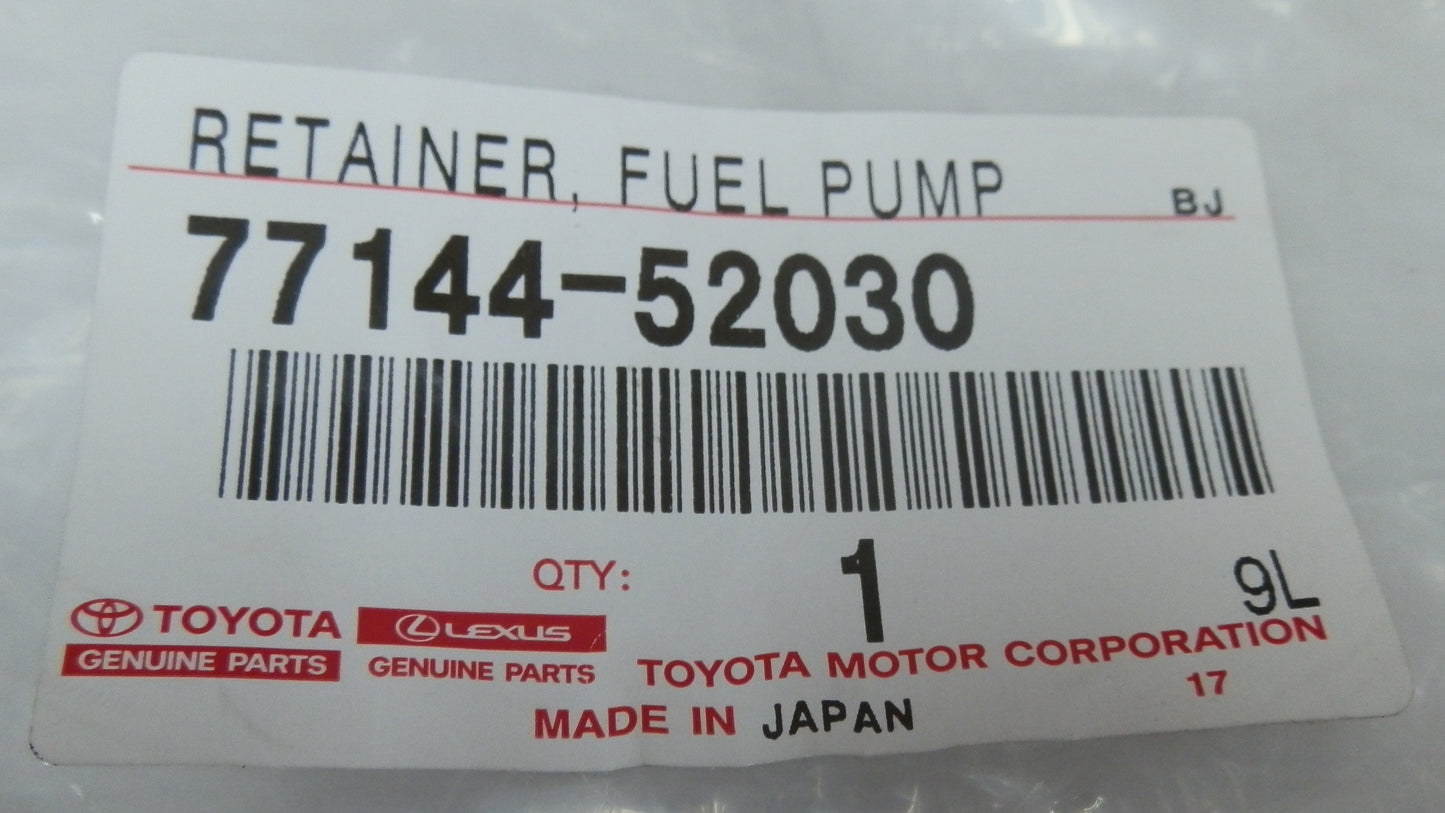 RETAINER, FUEL PUMP BJ
77144-52030
QTY: 1 9L
TOYOTA LEXUS
GENUINE PARTS GENUINE PARTS TOYOTA MOTOR CORPORATION
17
MADE IN JAPAN